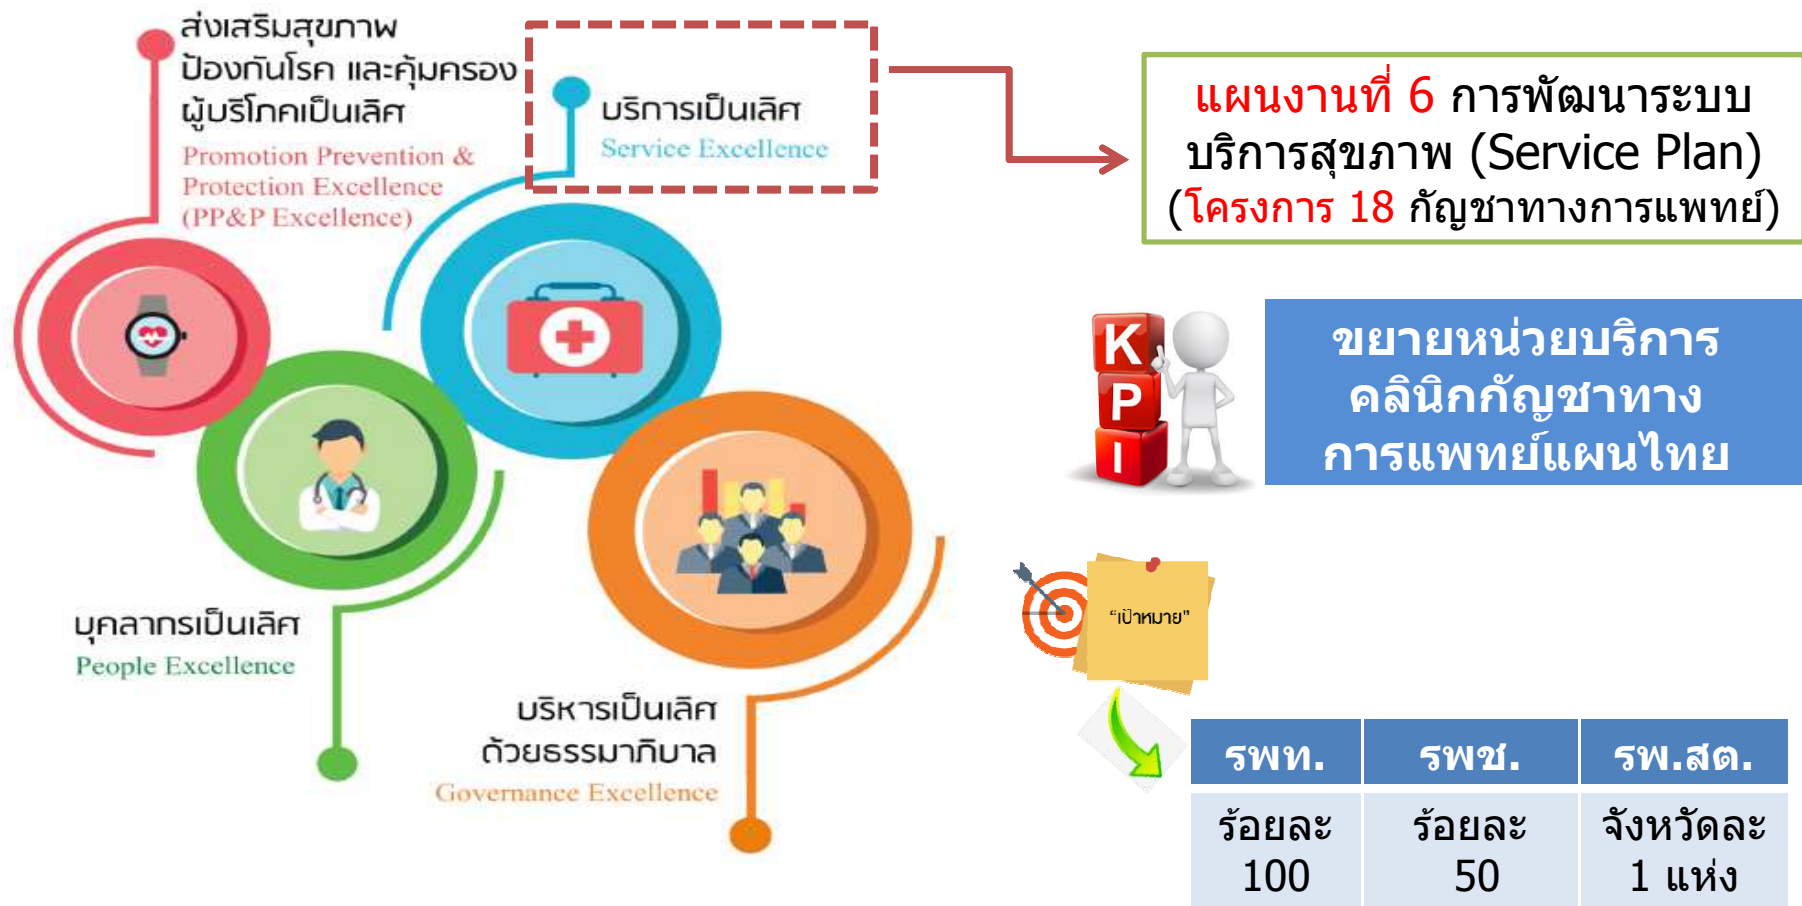 ส่งเสริมสุขภาพ
ป้องกันโรค และคุ้มครอง
ผู้บริโภคเป็นเลิศ
Promotion Prevention &
Protection Excellence
(PP&P Excellence)
บริการเป็นเลิศ
Service Excellence
แผนงานที่ 6 การพัฒนาระบบ
บริการสุขภาพ (Service Plan)
(โครงการ 18 กัญชาทางการแพทย์)
K
P
I
ขยายหน่วยบริการ
คลินิกกัญชาทาง
การแพทย์แผนไทย
บุคลากรเป็นเลิศ
People Excellence
บริหารเป็นเลิศ
ด้วยธรรมาภิบาล
Governance Excellence
“เป้าหมาย”
รพท. รพช. รพ.สต.
ร้อยละ ร้อยละ จังหวัดละ
100 50 1 แห่ง